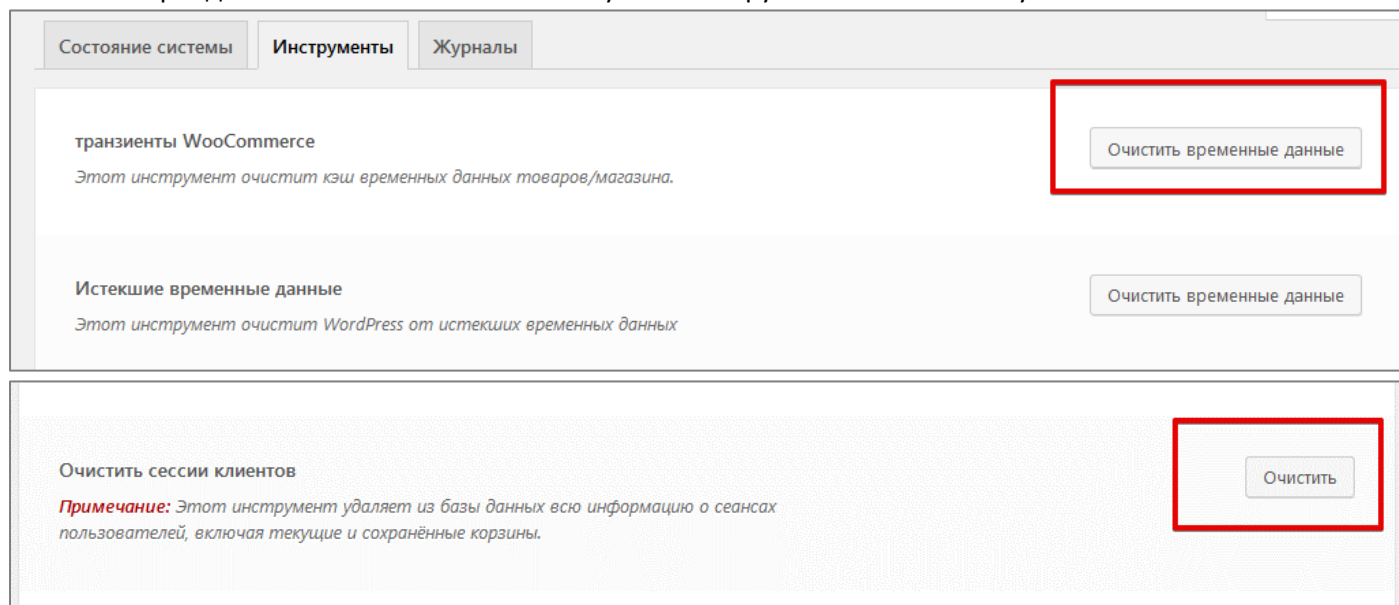 Состояние системы
Инструменты
Журналы
транзиенты WooCommerce
Очистить временные данные
Этот инструмент очистит кэш временных данных товаров/магазина.
Истекшие временные данные
Очистить временные данные
Этот инструмент очистит WordPress от истекших временных данных
Очистить сессии клиентов
Очистить
Примечание: Этот инструмент удаляет из базы данных всю информацию о сеансах
пользователей, включая текущие и сохранённые корзины.